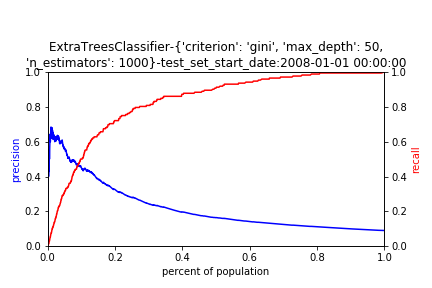 ExtraTreesClassifier-{'criterion': 'gini', 'max_depth': 50,
'n_estimators': 1000}-test_set_start_date:2008-01-01 00:00:00
1.0
0.8
0.6
0.4
0.2
0.0
precision
1.0
0.8
0.6
0.4
0.2
0.0
recall
0.0 0.2 0.4 0.6 0.8 1.0
percent of population